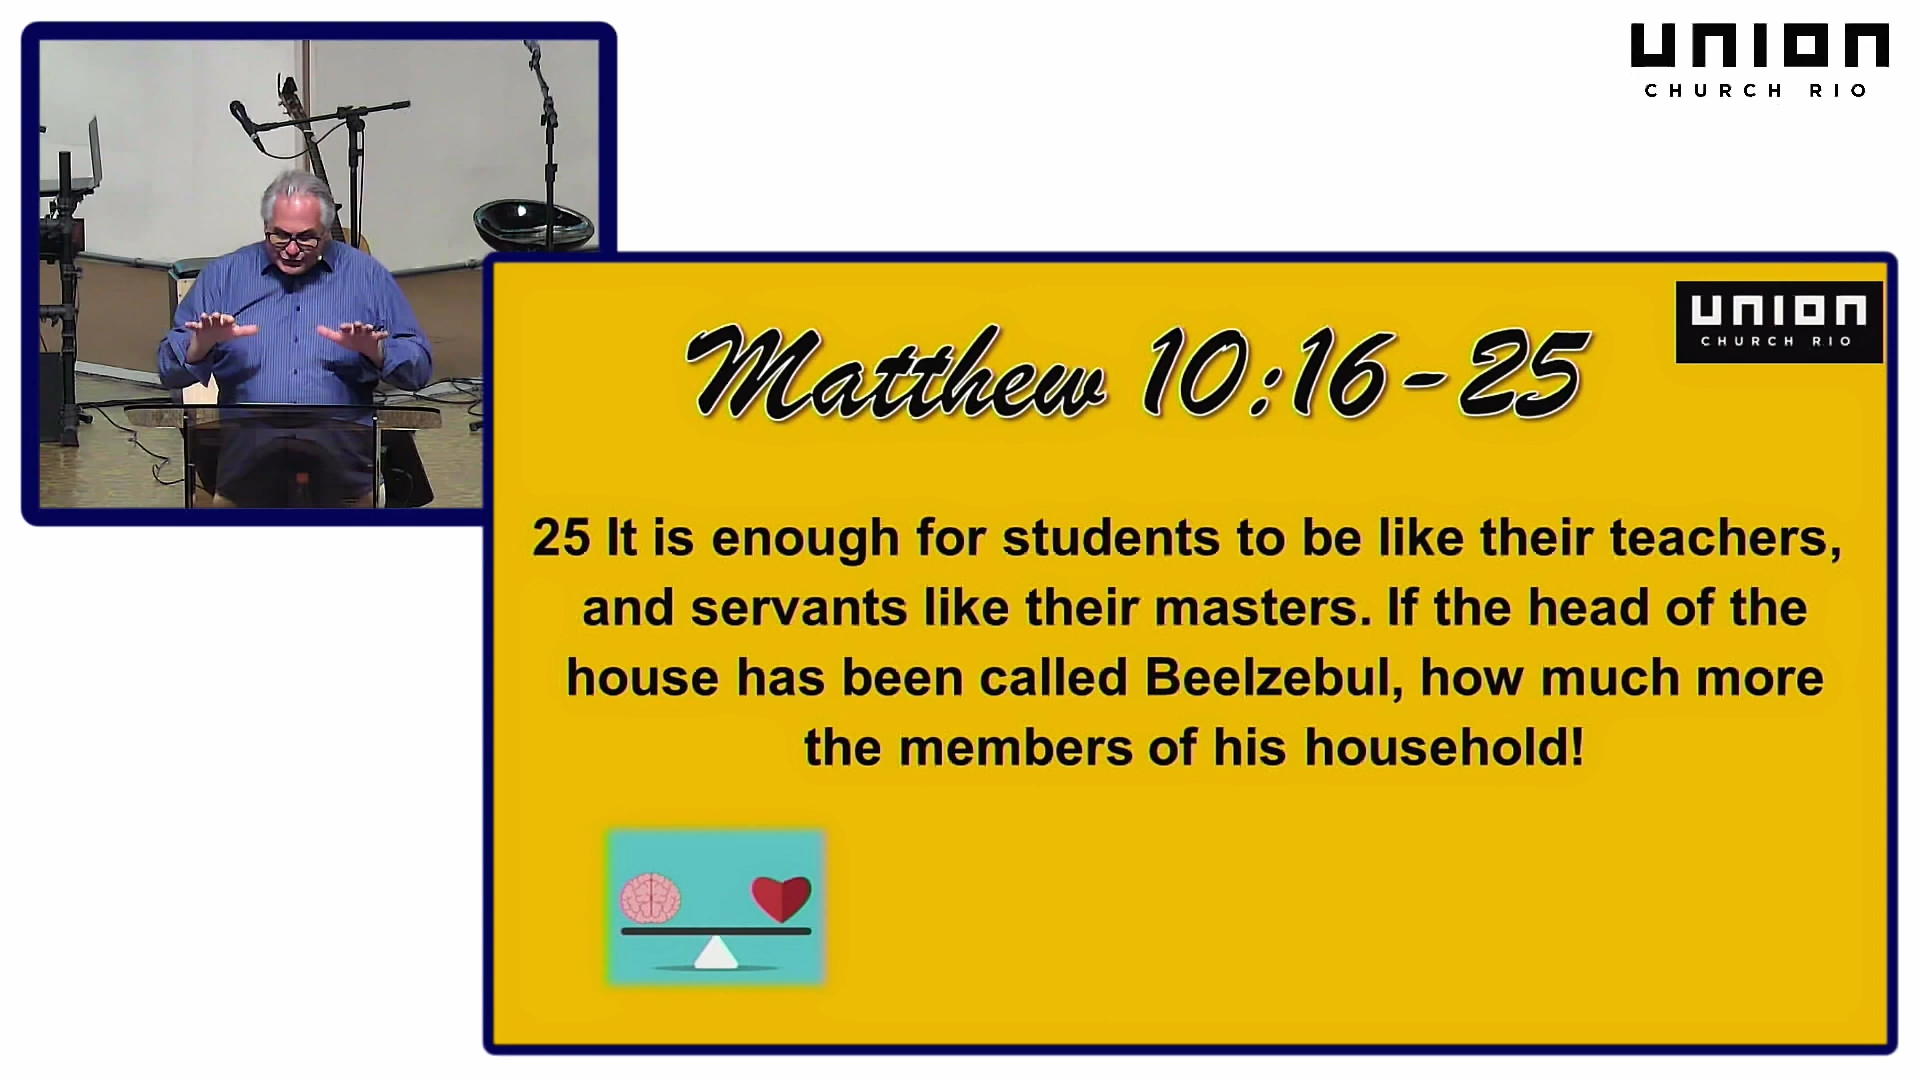 UNION
CHURCH RIO
UNION
CHURCH RIO
Matthew 10:16-25
25 It is enough for students to be like their teachers,
and servants like their masters. If the head of the
house has been called Beelzebul, how much more
the members of his household!